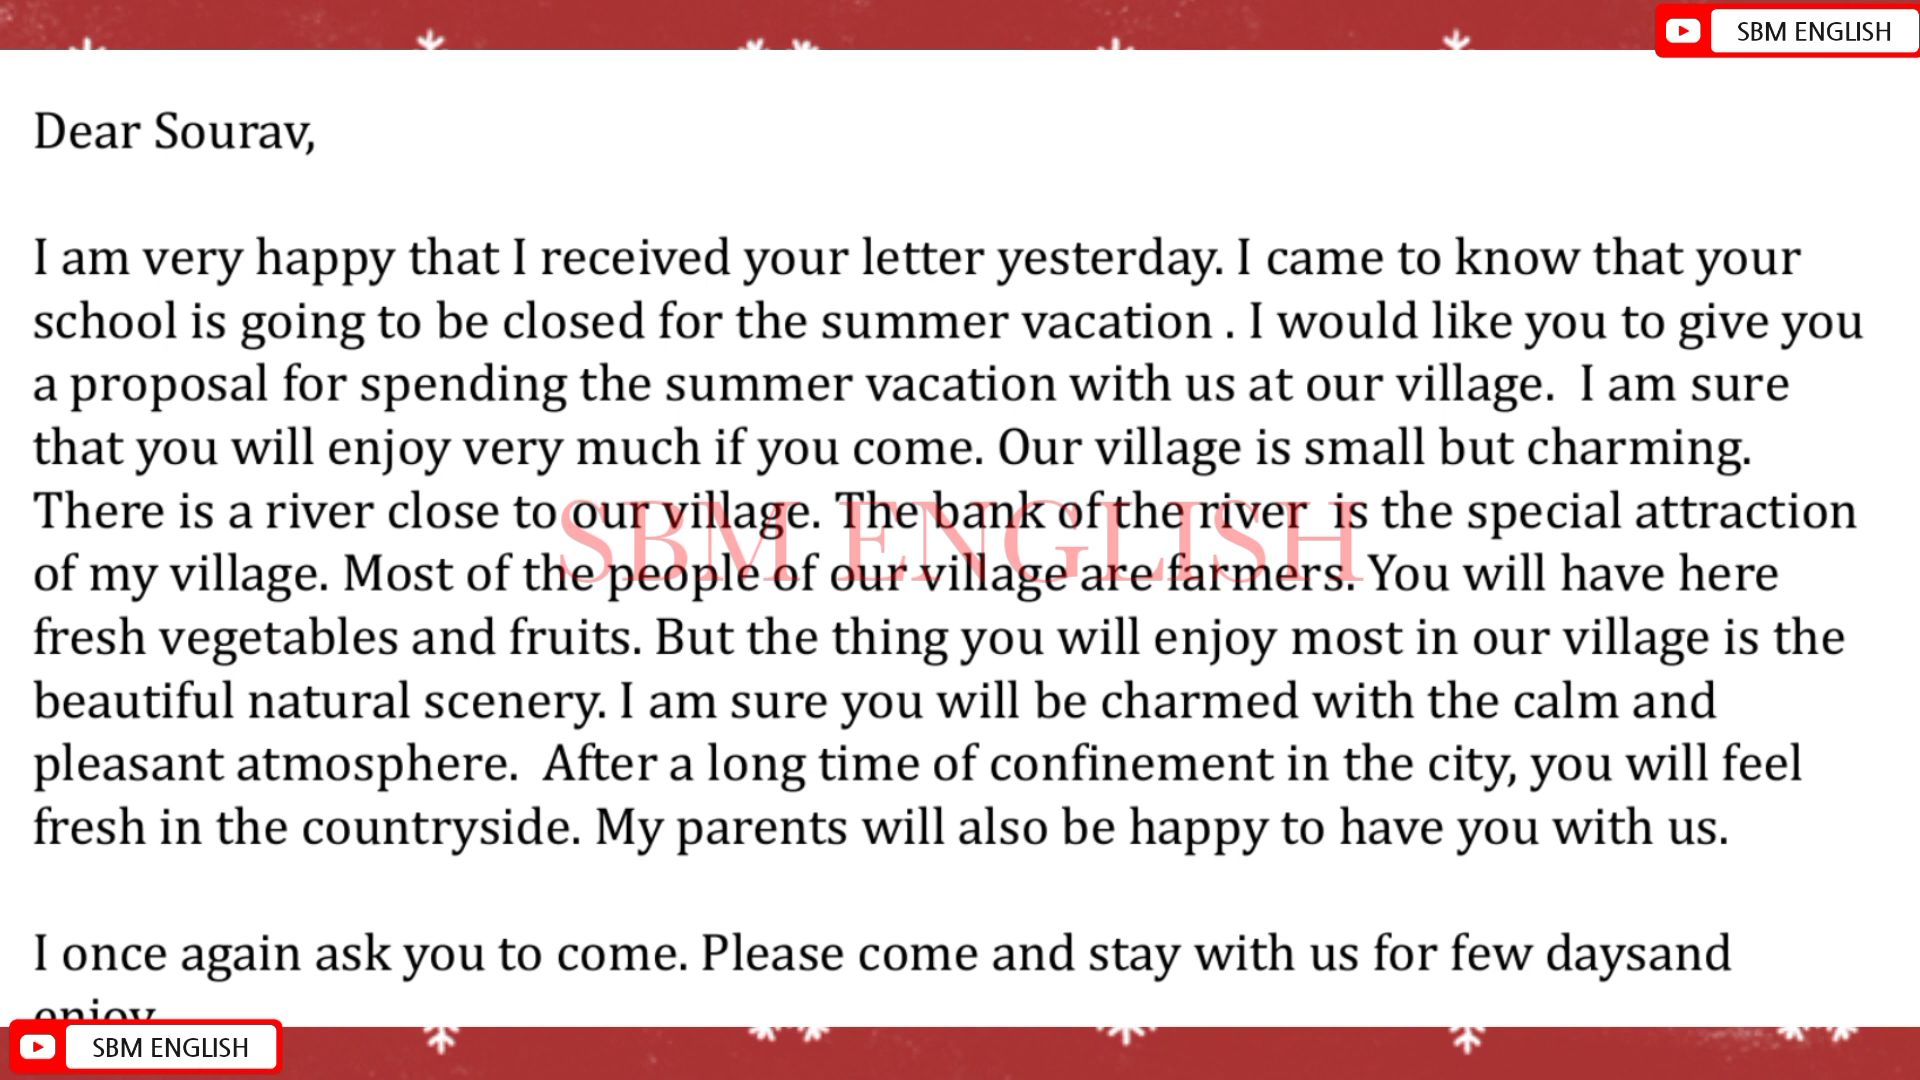 SBM ENGLISH
Dear Sourav,
I am very happy that I received your letter yesterday. I came to know that your
school is going to be closed for the summer vacation . I would like you to give you
a proposal for spending the summer vacation with us at our village.  I am sure
that you will enjoy very much if you come. Our village is small but charming.
There is a river close to our village. The bank of the river  is the special attraction
SBM ENGLISH
of my village. Most of the people of our village are farmers. You will have here
fresh vegetables and fruits. But the thing you will enjoy most in our village is the
beautiful natural scenery. I am sure you will be charmed with the calm and
pleasant atmosphere.  After a long time of confinement in the city, you will feel
fresh in the countryside. My parents will also be happy to have you with us.
I once again ask you to come. Please come and stay with us for few daysand
enjoy
SBM ENGLISH